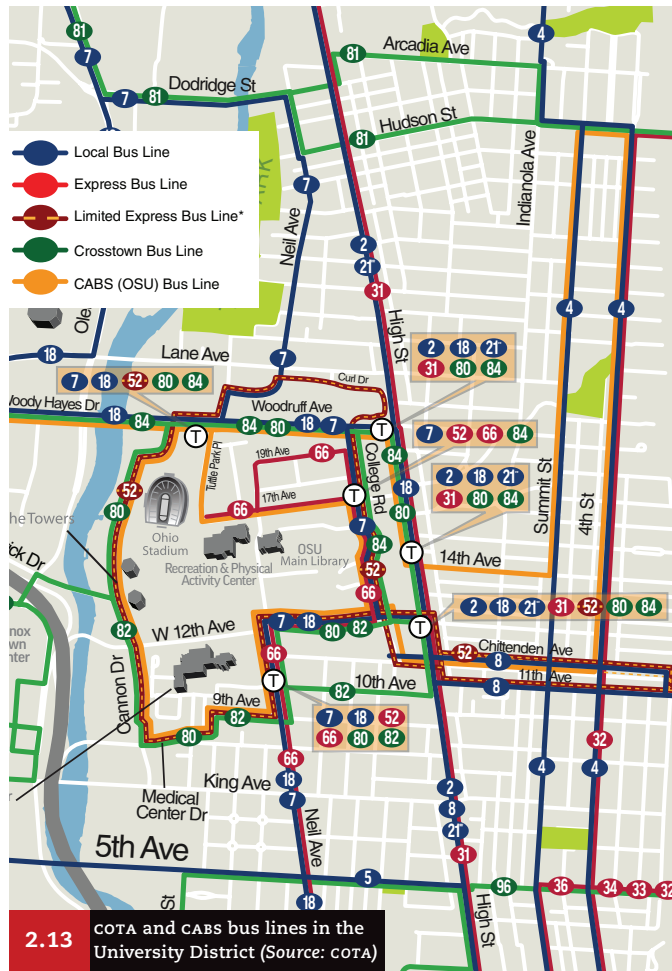 81
7
7
81
Dodridge St
81
Arcadia Ave
4
Hudson St
81
Indianola Ave
Local Bus Line
Express Bus Line
Limited Express Bus Line*
Crosstown Bus Line
CABS (OSU) Bus Line
7
Neil Ave
2
21
31
High St
4
4
18
Lane Ave
7
Curl Dr
7 18 52 80 84
2 18 21
31 80 84
Woody Hayes Dr
18
84
T
Woodruff Ave
84 80 18 7
T
7 52 66 84
Tuttle Park Pl
19th Ave
66
17th Ave
66
College Rd
T
84
18
80
2 18 21
31 80 84
52
80
Ohio
Stadium
Recreation & Physical
Activity Center
OSU
Main Library
7
84
52
66
T
14th Ave
Summit St
4th St
The Towers
82
Cannon Dr
W 12th Ave
7 18
80 82
T
2 18 21 31 52 80 84
52
Chittenden Ave
8
11th Ave
8
66
T
10th Ave
82
9th Ave
82
80
7 18 52
66 80 82
Medical
Center Dr
King Ave
66
18
7
Neil Ave
2
8
21
31
4
32
4
5th Ave
5
96
36
34 33 32
18
High St
St
2.13
COTA and CABS bus lines in the
University District (Source: COTA)